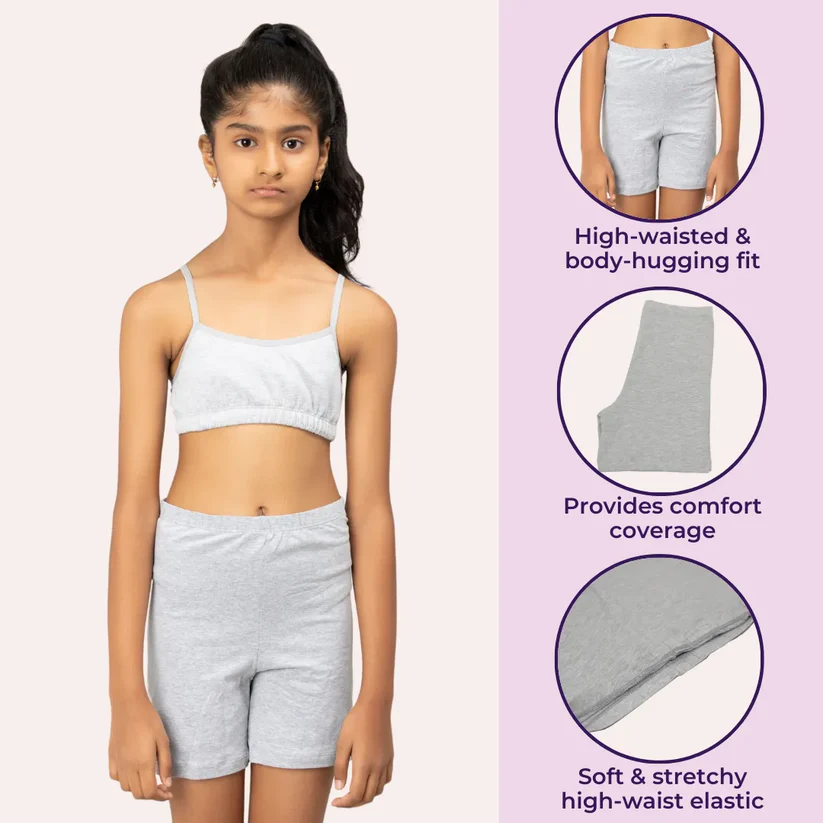 High-waisted &
body-hugging fit
Provides comfort
coverage
Soft & stretchy
high-waist elastic